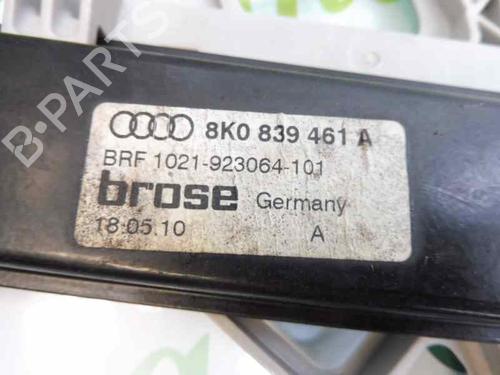 B-PARTS
8K0 839 461 A
BRF 1021-923064-101
brose Germany
18.05.10 A